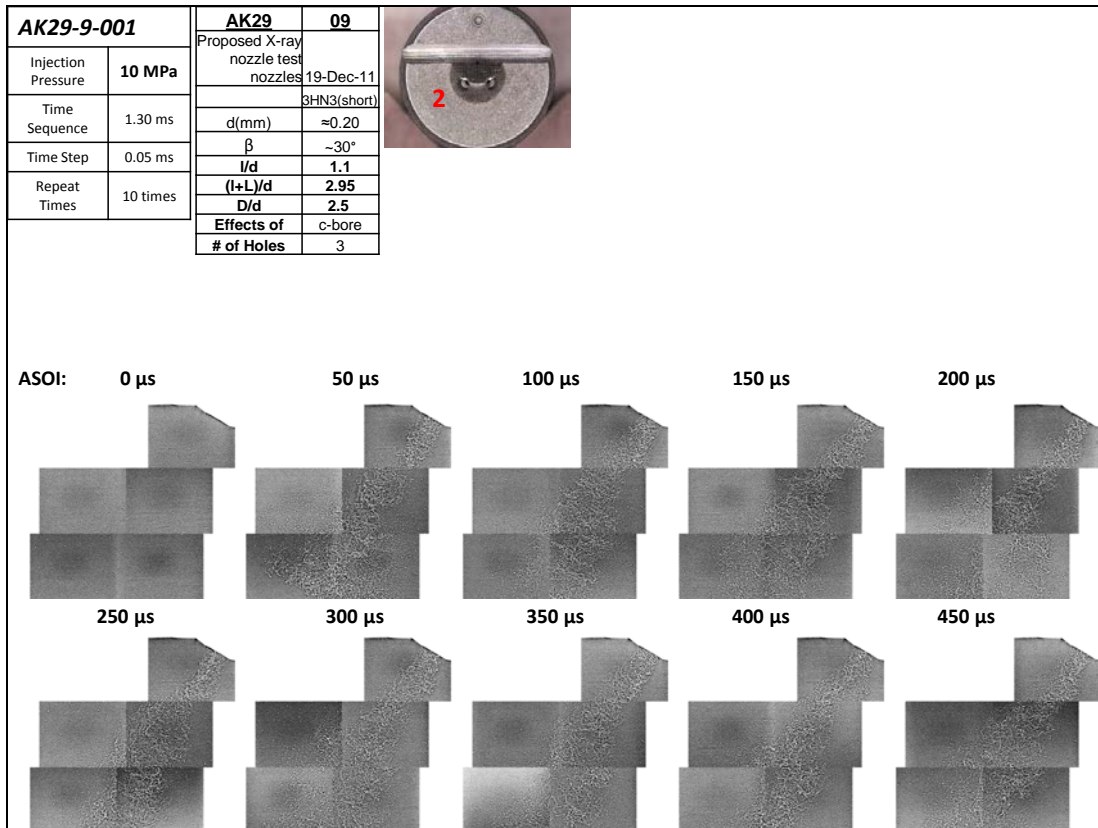 AK29-9-001
Injection Pressure 10 MPa
Time Sequence 1.30 ms
Time Step 0.05 ms
Repeat Times 10 times
AK29 09
Proposed X-ray nozzle test nozzles 19-Dec-11
3HN3(short)
d(mm) ≈0.20
β ~30°
l/d 1.1
(l+L)/d 2.95
D/d 2.5
Effects of c-bore
# of Holes 3
2
ASOI: 0 µs 50 µs 100 µs 150 µs 200 µs
250 µs 300 µs 350 µs 400 µs 450 µs